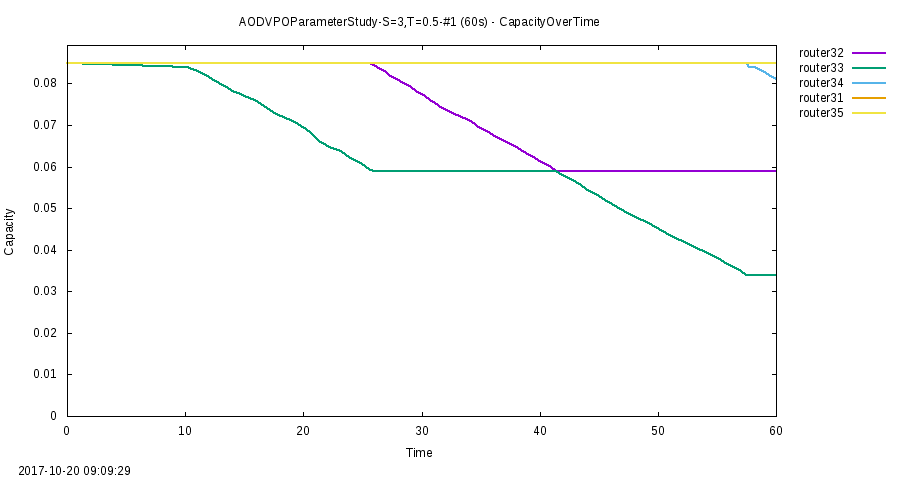 AODVPOParameterStudy-S=3,T=0.5-#1 (60s) - CapacityOverTime
router32
router33
router34
router31
router35
0.08
0.07
0.06
0.05
0.04
0.03
0.02
0.01
0
Capacity
0 10 20 30 40 50 60
Time
2017-10-20 09:09:29